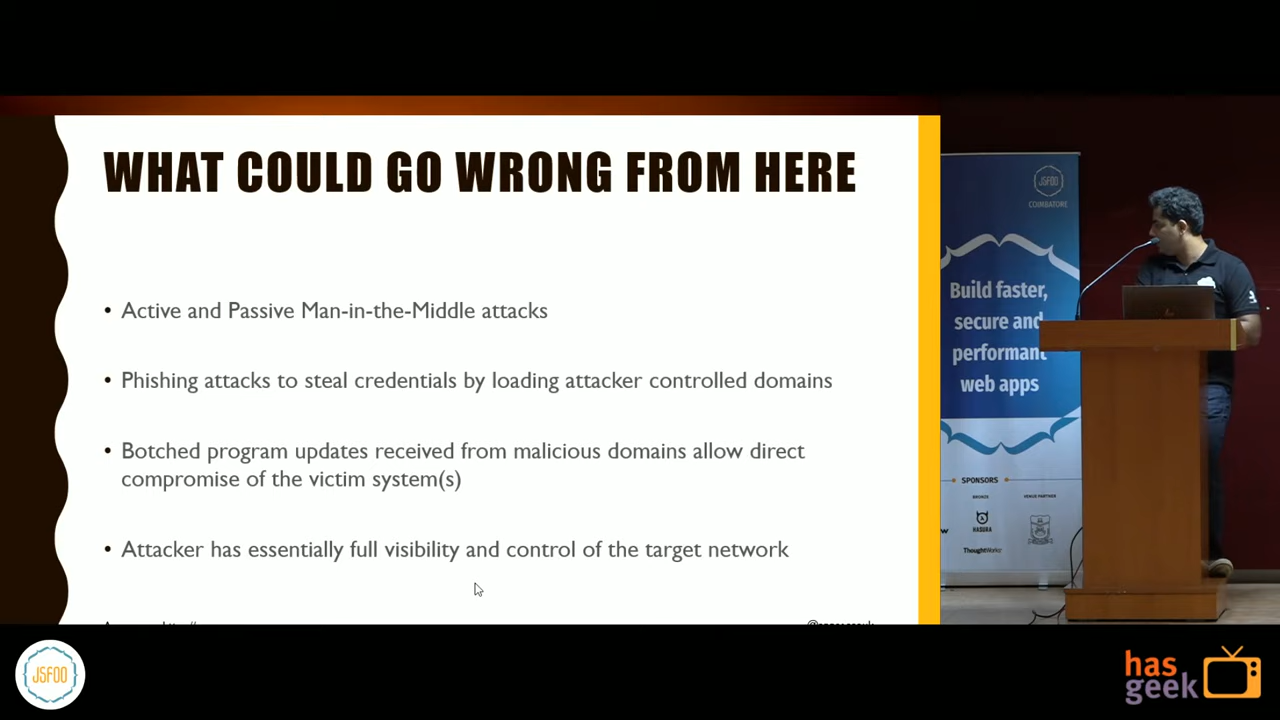 WHAT COULD GO WRONG FROM HERE
• Active and Passive Man-in-the-Middle attacks
• Phishing attacks to steal credentials by loading attacker controlled domains
• Botched program updates received from malicious domains allow direct
compromise of the victim system(s)
• Attacker has essentially full visibility and control of the target network
JSFOO
COIMBATORE
Build faster,
secure and
performant
web apps
SPONSORS
BRONZE
VENUE PARTNER
HASURA
ThoughtWorks
JSFOO
has
geek